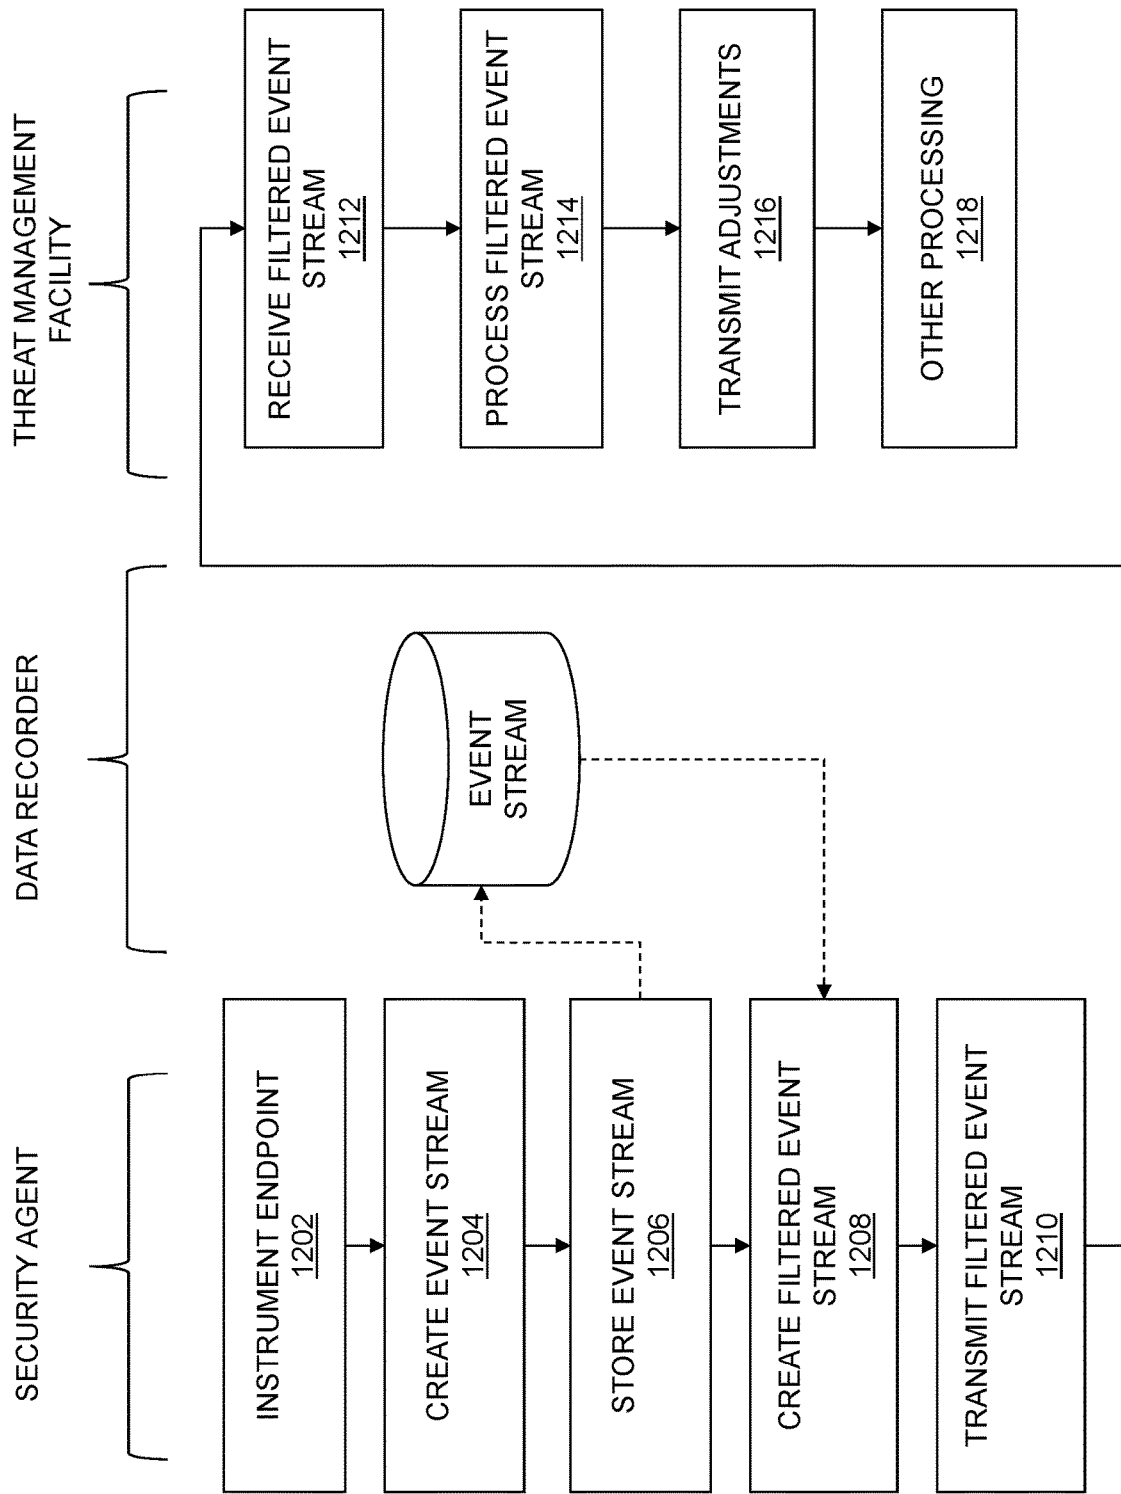 SECURITY AGENT
INSTRUMENT ENDPOINT
1202
CREATE EVENT STREAM
1204
STORE EVENT STREAM
1206
CREATE FILTERED EVENT
STREAM
1208
TRANSMIT FILTERED EVENT
STREAM
1210
DATA RECORDER
EVENT
STREAM
THREAT MANAGEMENT
FACILITY
RECEIVE FILTERED EVENT
STREAM
1212
PROCESS FILTERED EVENT
STREAM
1214
TRANSMIT ADJUSTMENTS
1216
OTHER PROCESSING
1218